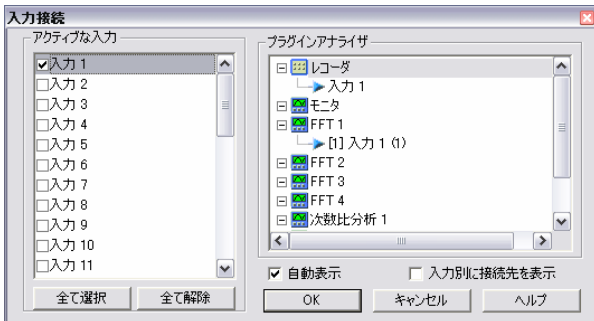 入力接続
アクティブな入力
入力 1
入力 2
入力 3
入力 4
入力 5
入力 6
入力 7
入力 8
入力 9
入力 10
入力 11
全て選択
全て解除
プラグインアナライザ
レコーダ
入力 1
モニタ
FFT 1
[1] 入力 1 (1)
FFT 2
FFT 3
FFT 4
次数比分析 1
自動表示
入力別に接続先を表示
OK
キャンセル
ヘルプ